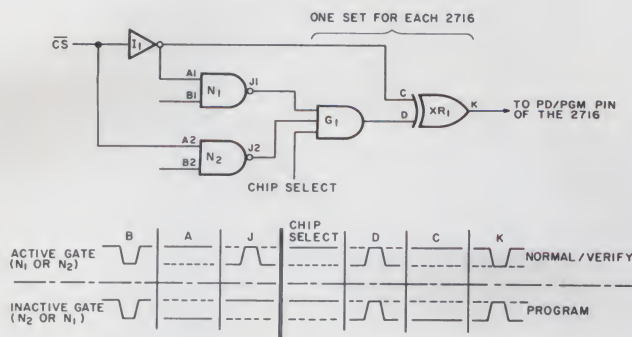 ONE SET FOR EACH 2716
CS
I1
A1
B1
N1
J1
A2
B2
N2
J2
G1
CHIP SELECT
C
D
XR1
K
TO PD/PGM PIN
OF THE 2716
B
A
J
CHIP
SELECT
D
C
K
ACTIVE GATE
(N1 OR N2)
NORMAL/VERIFY
INACTIVE GATE
(N2 OR N1)
PROGRAM